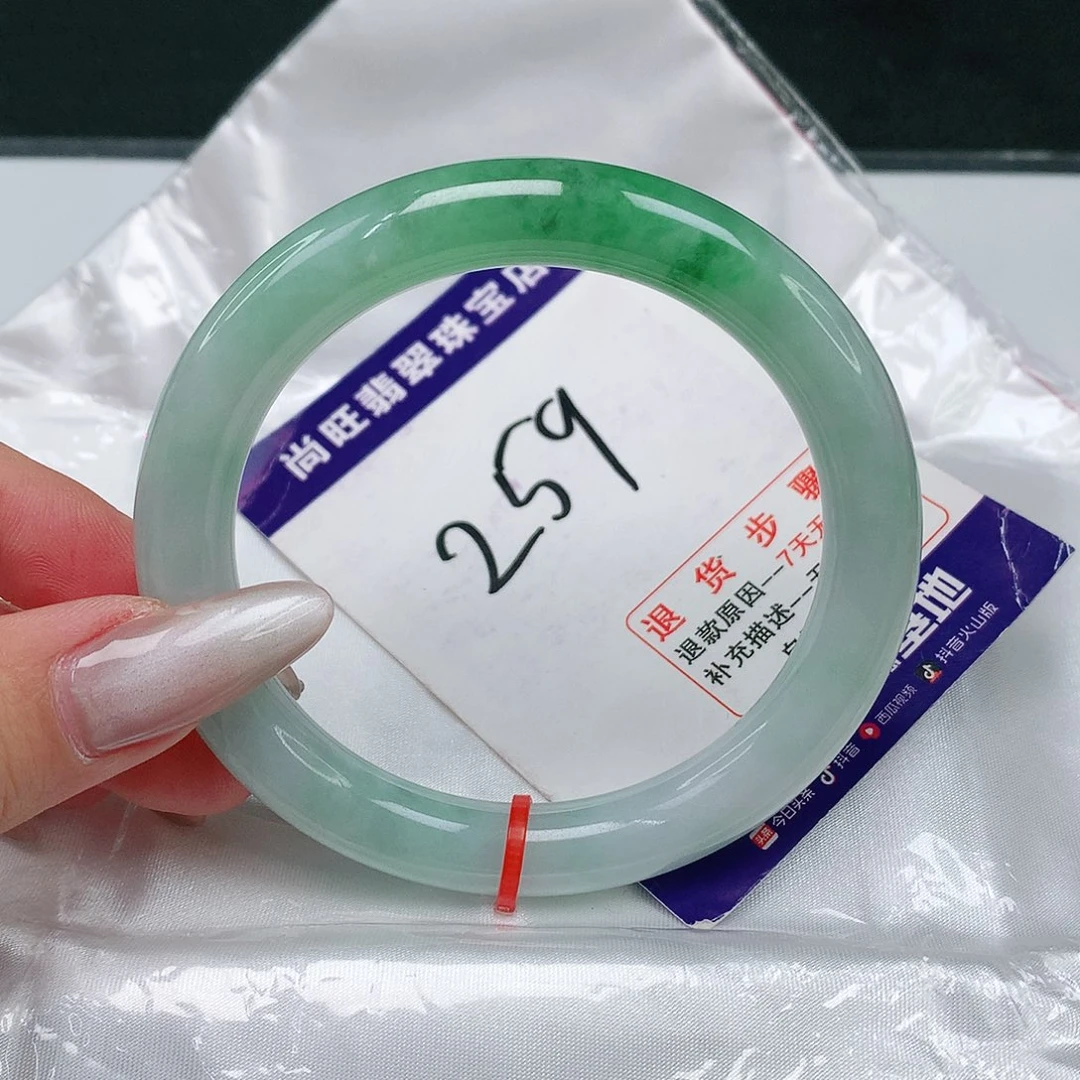 尚旺翡翠珠宝店
259
退货步骤
退款原因--7天无
补充描述--
基地
今日头条 抖音 西瓜视频 抖音火山版